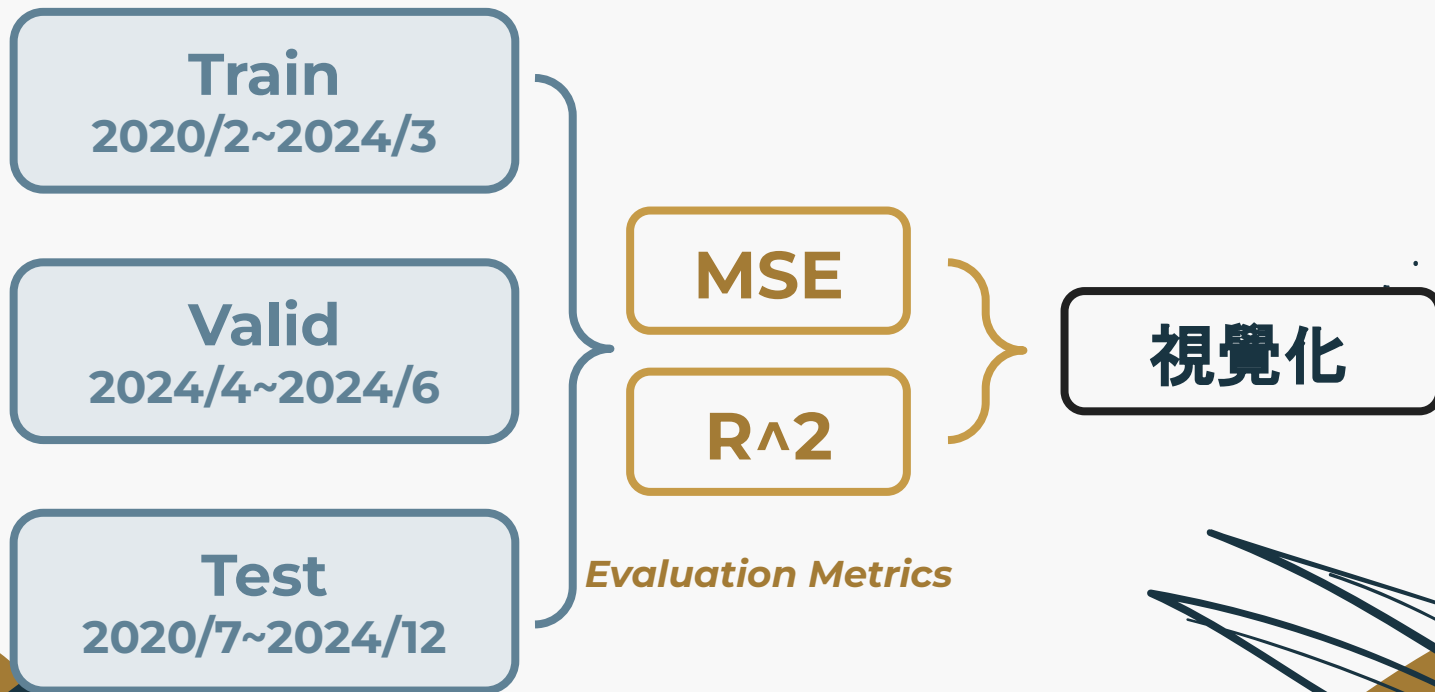 Train
2020/2~2024/3
Valid
2024/4~2024/6
Test
2020/7~2024/12
MSE
R^2
Evaluation Metrics
視覺化